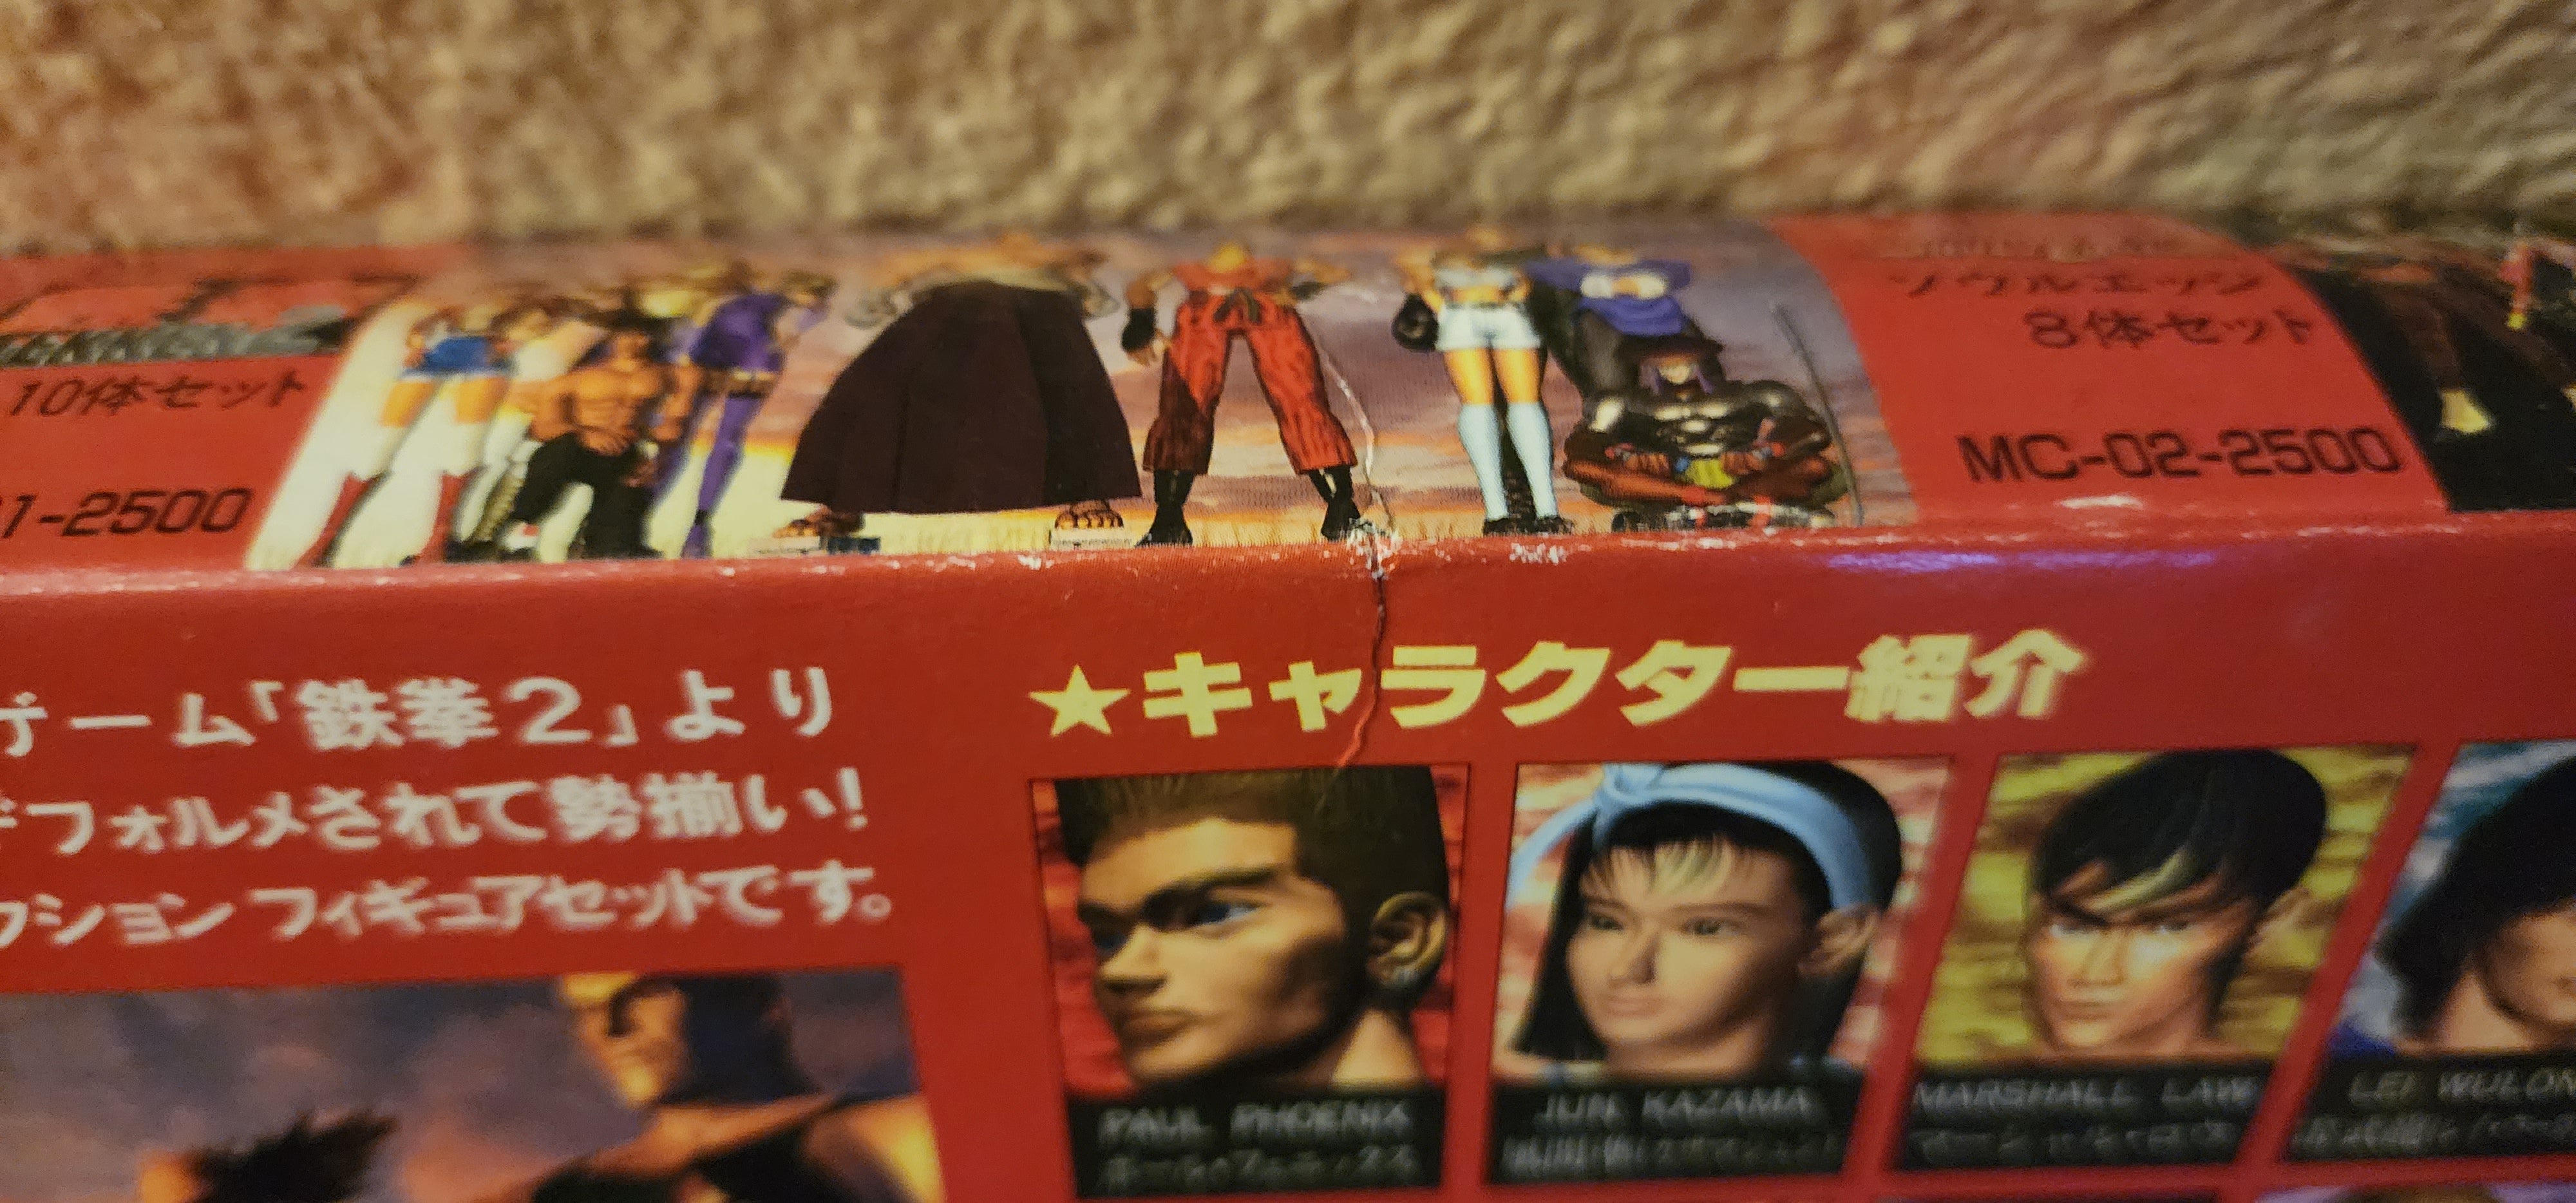 10体セット
1-2500
ソウルエッジ
8体セット
MC-02-2500
ゲーム「鉄拳2」より
デフォルメされて勢揃い!
クション フィギュアセットです。
★キャラクター紹介
PAUL PHOENIX
ポール・フェニックス
JUN KAZAMA
MARSHALL LAW
LEI WULON